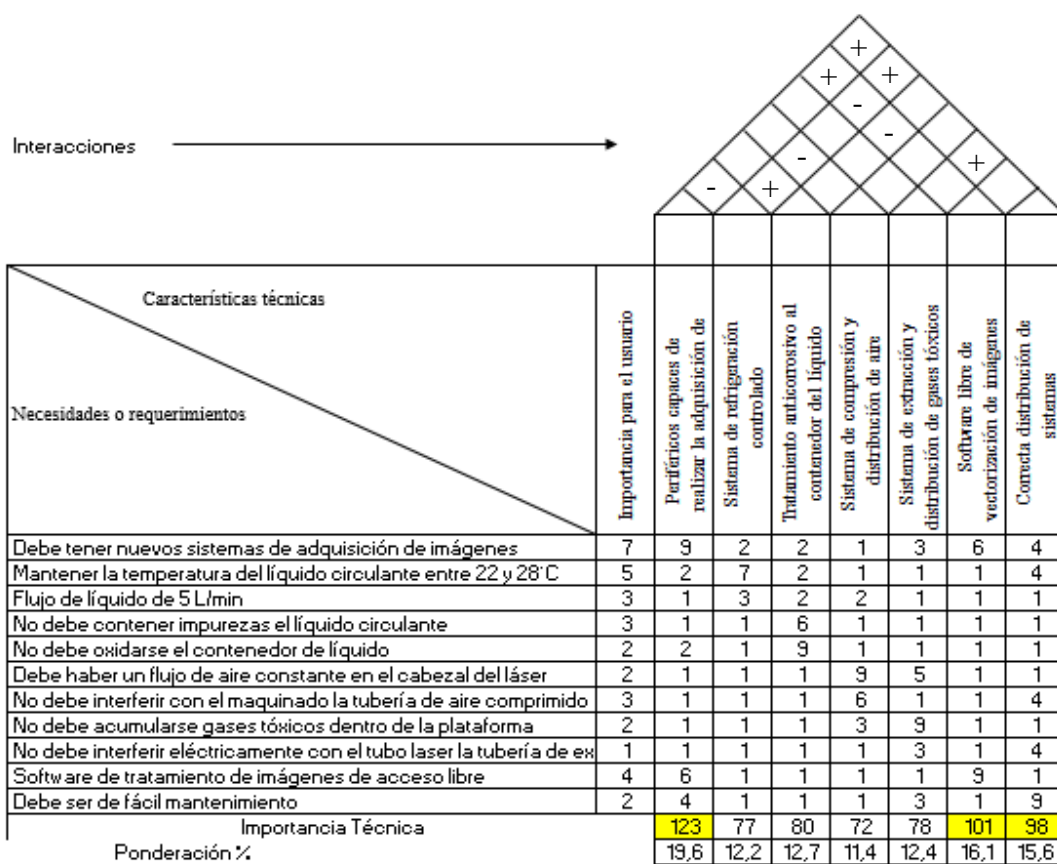 +
+ +
-
-
Interacciones
- +
- +
Características técnicas
Necesidades o requerimientos
Importancia para el usuario
Periféricos capaces de
realizar la adquisición de
Sistema de refrigeración
controlado
Tratamiento anticorrosivo al
contenedor del líquido
Sistema de compresión y
distribución de aire
Sistema de extracción y
distribución de gases tóxicos
Software libre de
vectorización de imágenes
Correcta distribución de
sistemas
Debe tener nuevos sistemas de adquisición de imágenes 7 9 2 2 1 3 6 4
Mantener la temperatura del líquido circulante entre 22 y 28°C 5 2 7 2 1 1 1 4
Flujo de líquido de 5 L/min 3 1 3 2 2 1 1 1
No debe contener impurezas el líquido circulante 3 1 1 6 1 1 1 1
No debe oxidarse el contenedor de líquido 2 2 1 9 1 1 1 1
Debe haber un flujo de aire constante en el cabezal del láser 2 1 1 1 9 5 1 1
No debe interferir con el maquinado la tubería de aire comprimido 3 1 1 1 6 1 1 4
No debe acumularse gases tóxicos dentro de la plataforma 2 1 1 1 3 9 1 1
No debe interferir eléctricamente con el tubo laser la tubería de ex 1 1 1 1 1 3 1 4
Software de tratamiento de imágenes de acceso libre 4 6 1 1 1 1 9 1
Debe ser de fácil mantenimiento 2 4 1 1 1 3 1 9
Importancia Técnica 123 77 80 72 78 101 98
Ponderación % 19,6 12,2 12,7 11,4 12,4 16,1 15,6